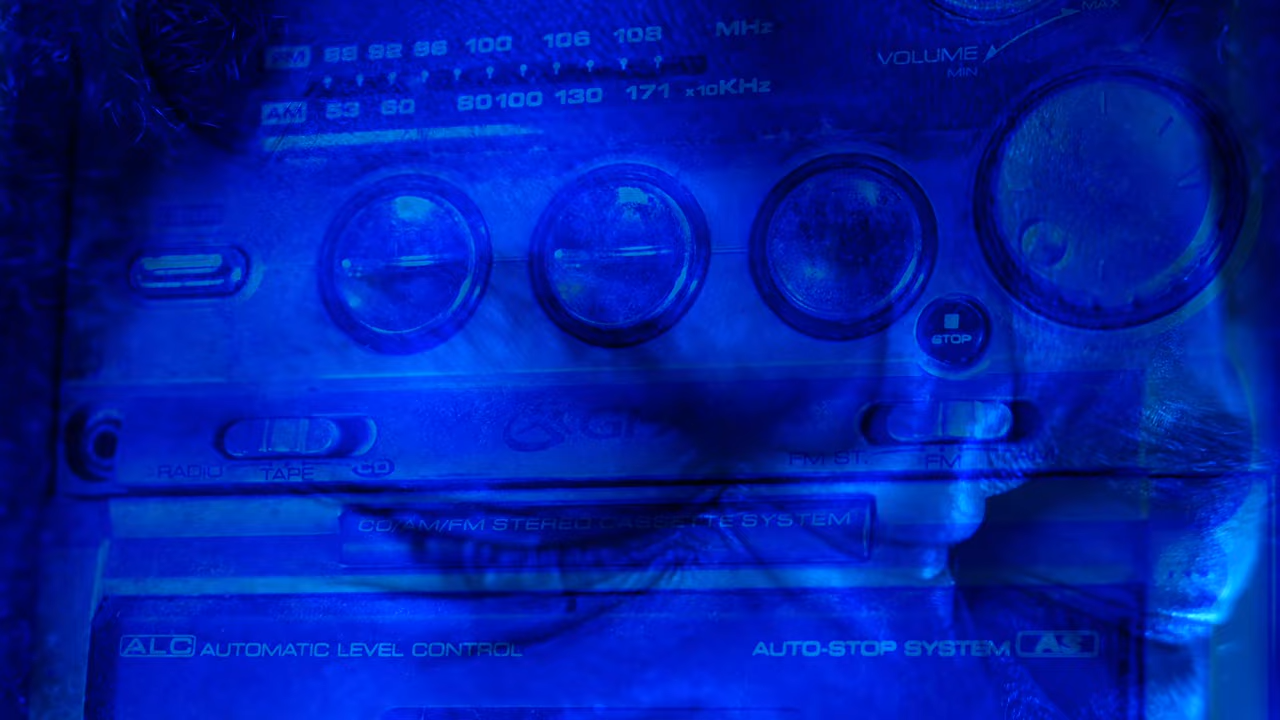 MAX
VOLUME
MIN
FM 88 92 96 100 106 108 MHz
AM 53 60 80 100 130 171 x10KHz
STOP
RADIO TAPE CD
FM ST. FM AM
CD/AM/FM STEREO CASSETTE SYSTEM
ALC AUTOMATIC LEVEL CONTROL
AUTO-STOP SYSTEM AS